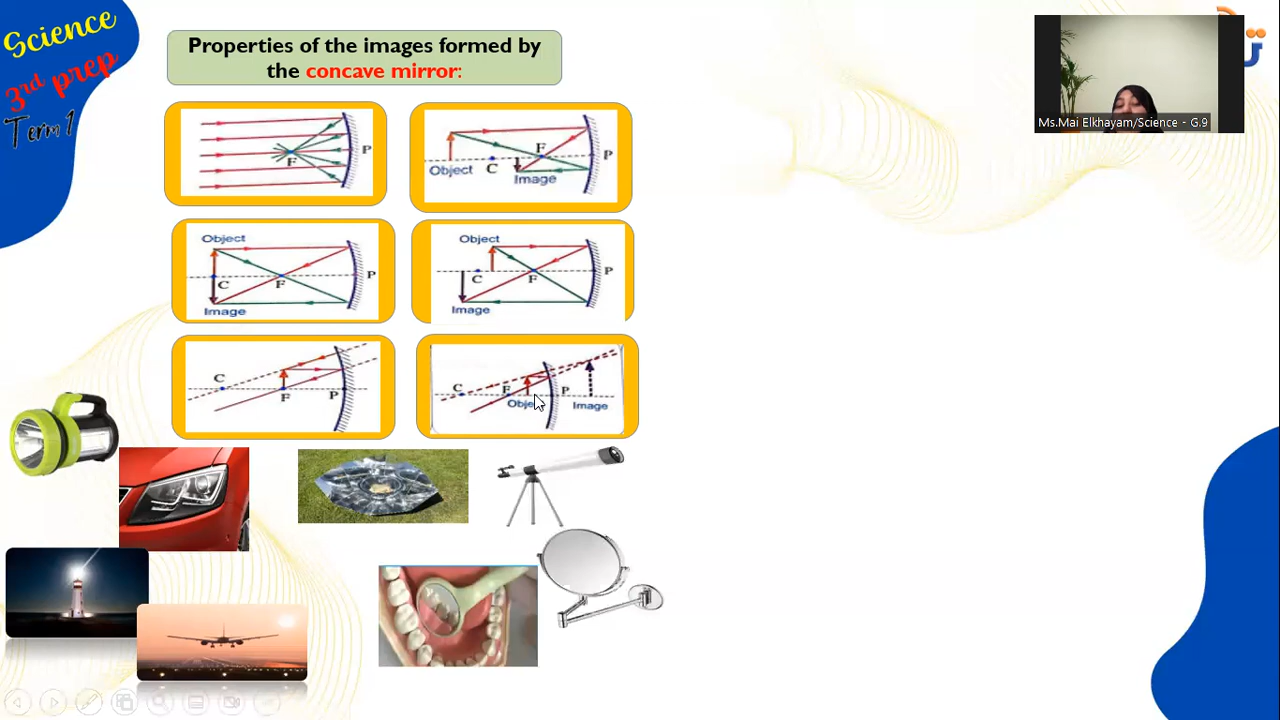 Science
3rd prep
Term 1
Properties of the images formed by
the concave mirror:
F
P
Object
C
F
Image
P
Object
C
F
P
Image
Object
C
F
P
Image
C
F
P
C
F
P
Image
Ms.Mai Elkhayam/Science - G.9